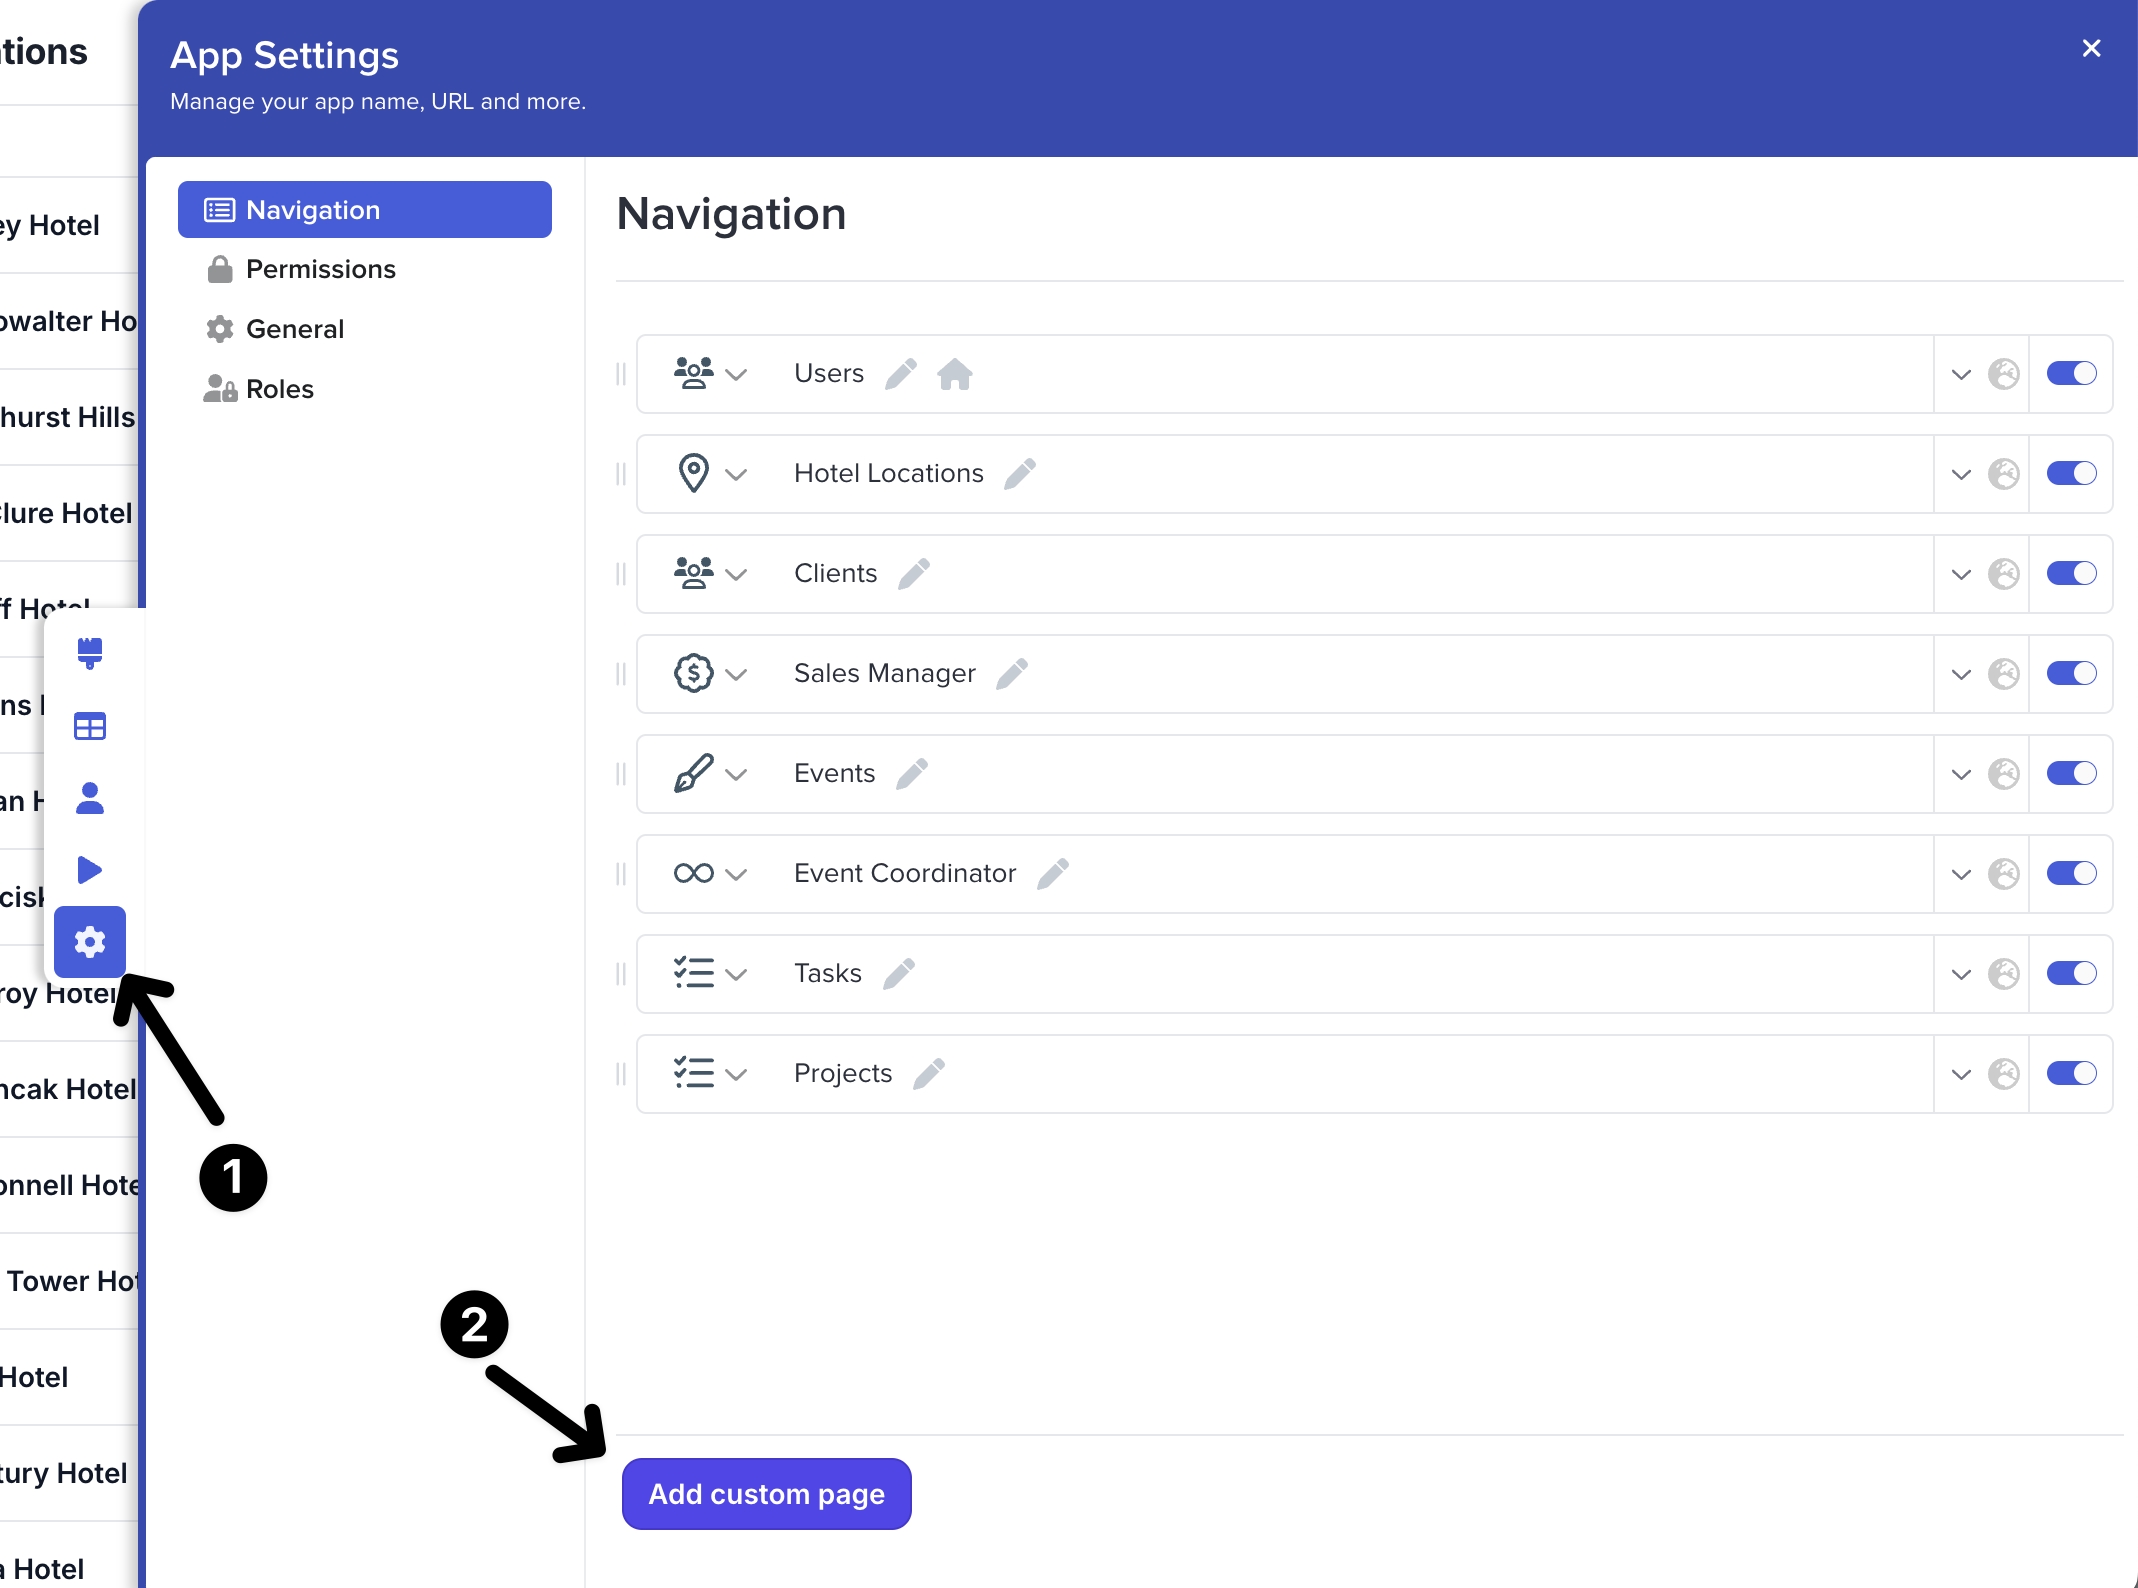 App Settings
Manage your app name, URL and more.
Navigation
Permissions
General
Roles
Navigation
Users
Hotel Locations
Clients
Sales Manager
Events
Event Coordinator
Tasks
Projects
Add custom page
1
2
tions
ey Hotel
owalter Ho
hurst Hills
Clure Hotel
ff Hotel
ns
an H
cisk
roy Hotel
ncak Hotel
onnell Hote
Tower Hot
Hotel
tury Hotel
a Hotel